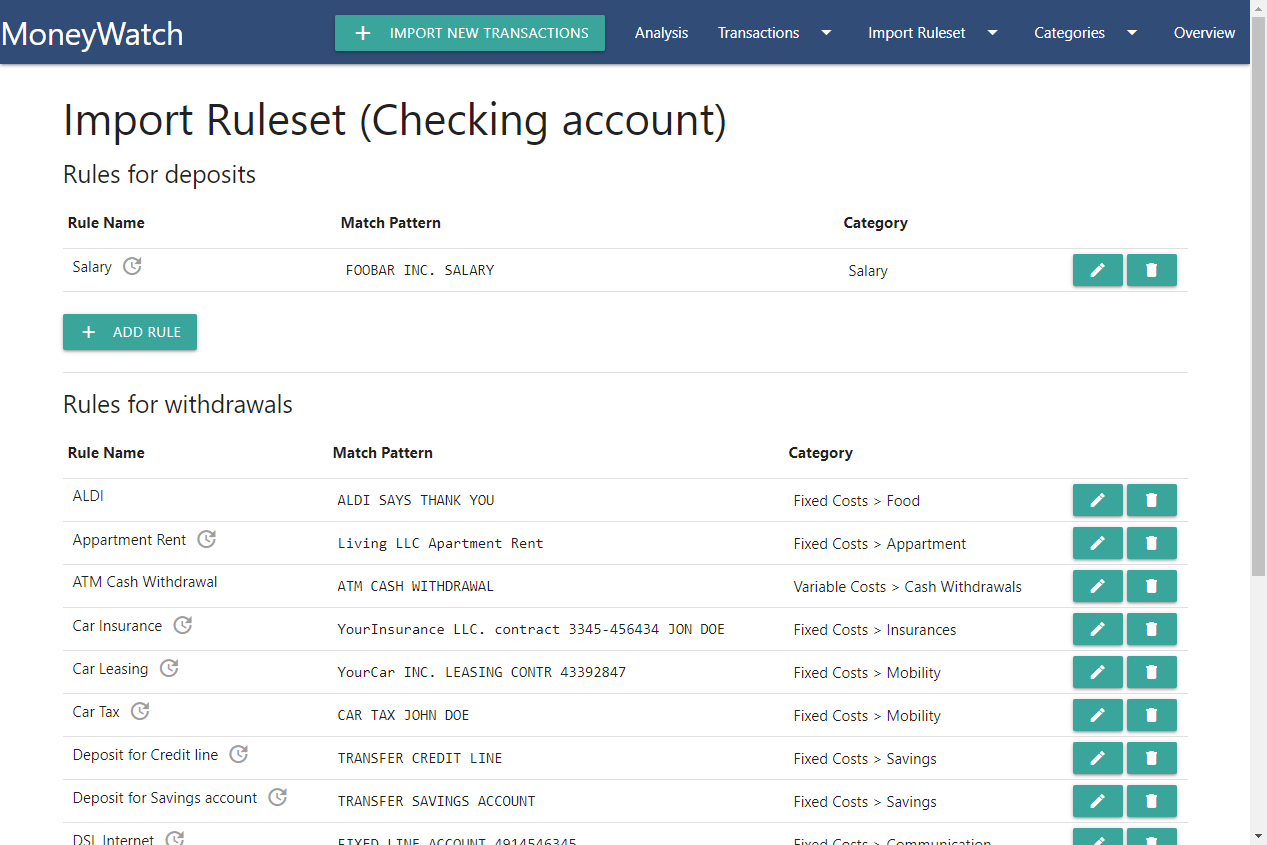 MoneyWatch
IMPORT NEW TRANSACTIONS Analysis Transactions Import Ruleset Categories Overview
Import Ruleset (Checking account)
Rules for deposits
Rule Name Match Pattern Category
Salary FOOBAR INC. SALARY Salary
ADD RULE
Rules for withdrawals
Rule Name Match Pattern Category
ALDI ALDI SAYS THANK YOU Fixed Costs > Food
Appartment Rent Living LLC Apartment Rent Fixed Costs > Appartment
ATM Cash Withdrawal ATM CASH WITHDRAWAL Variable Costs > Cash Withdrawals
Car Insurance YourInsurance LLC. contract 3345-456434 JON DOE Fixed Costs > Insurances
Car Leasing YourCar INC. LEASING CONTR 43392847 Fixed Costs > Mobility
Car Tax CAR TAX JOHN DOE Fixed Costs > Mobility
Deposit for Credit line TRANSFER CREDIT LINE Fixed Costs > Savings
Deposit for Savings account TRANSFER SAVINGS ACCOUNT Fixed Costs > Savings
DSL Internet FIXED LINE ACCOUNT 4914546345 Fixed Costs > Communication